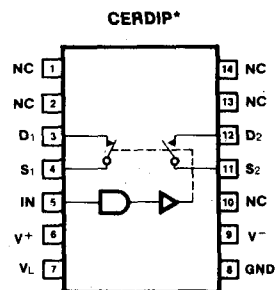 CERDIP*
NC 1 14 NC
NC 2 13 NC
D1 3 12 D2
S1 4 11 S2
IN 5 10 NC
V+ 6 9 V−
VL 7 8 GND